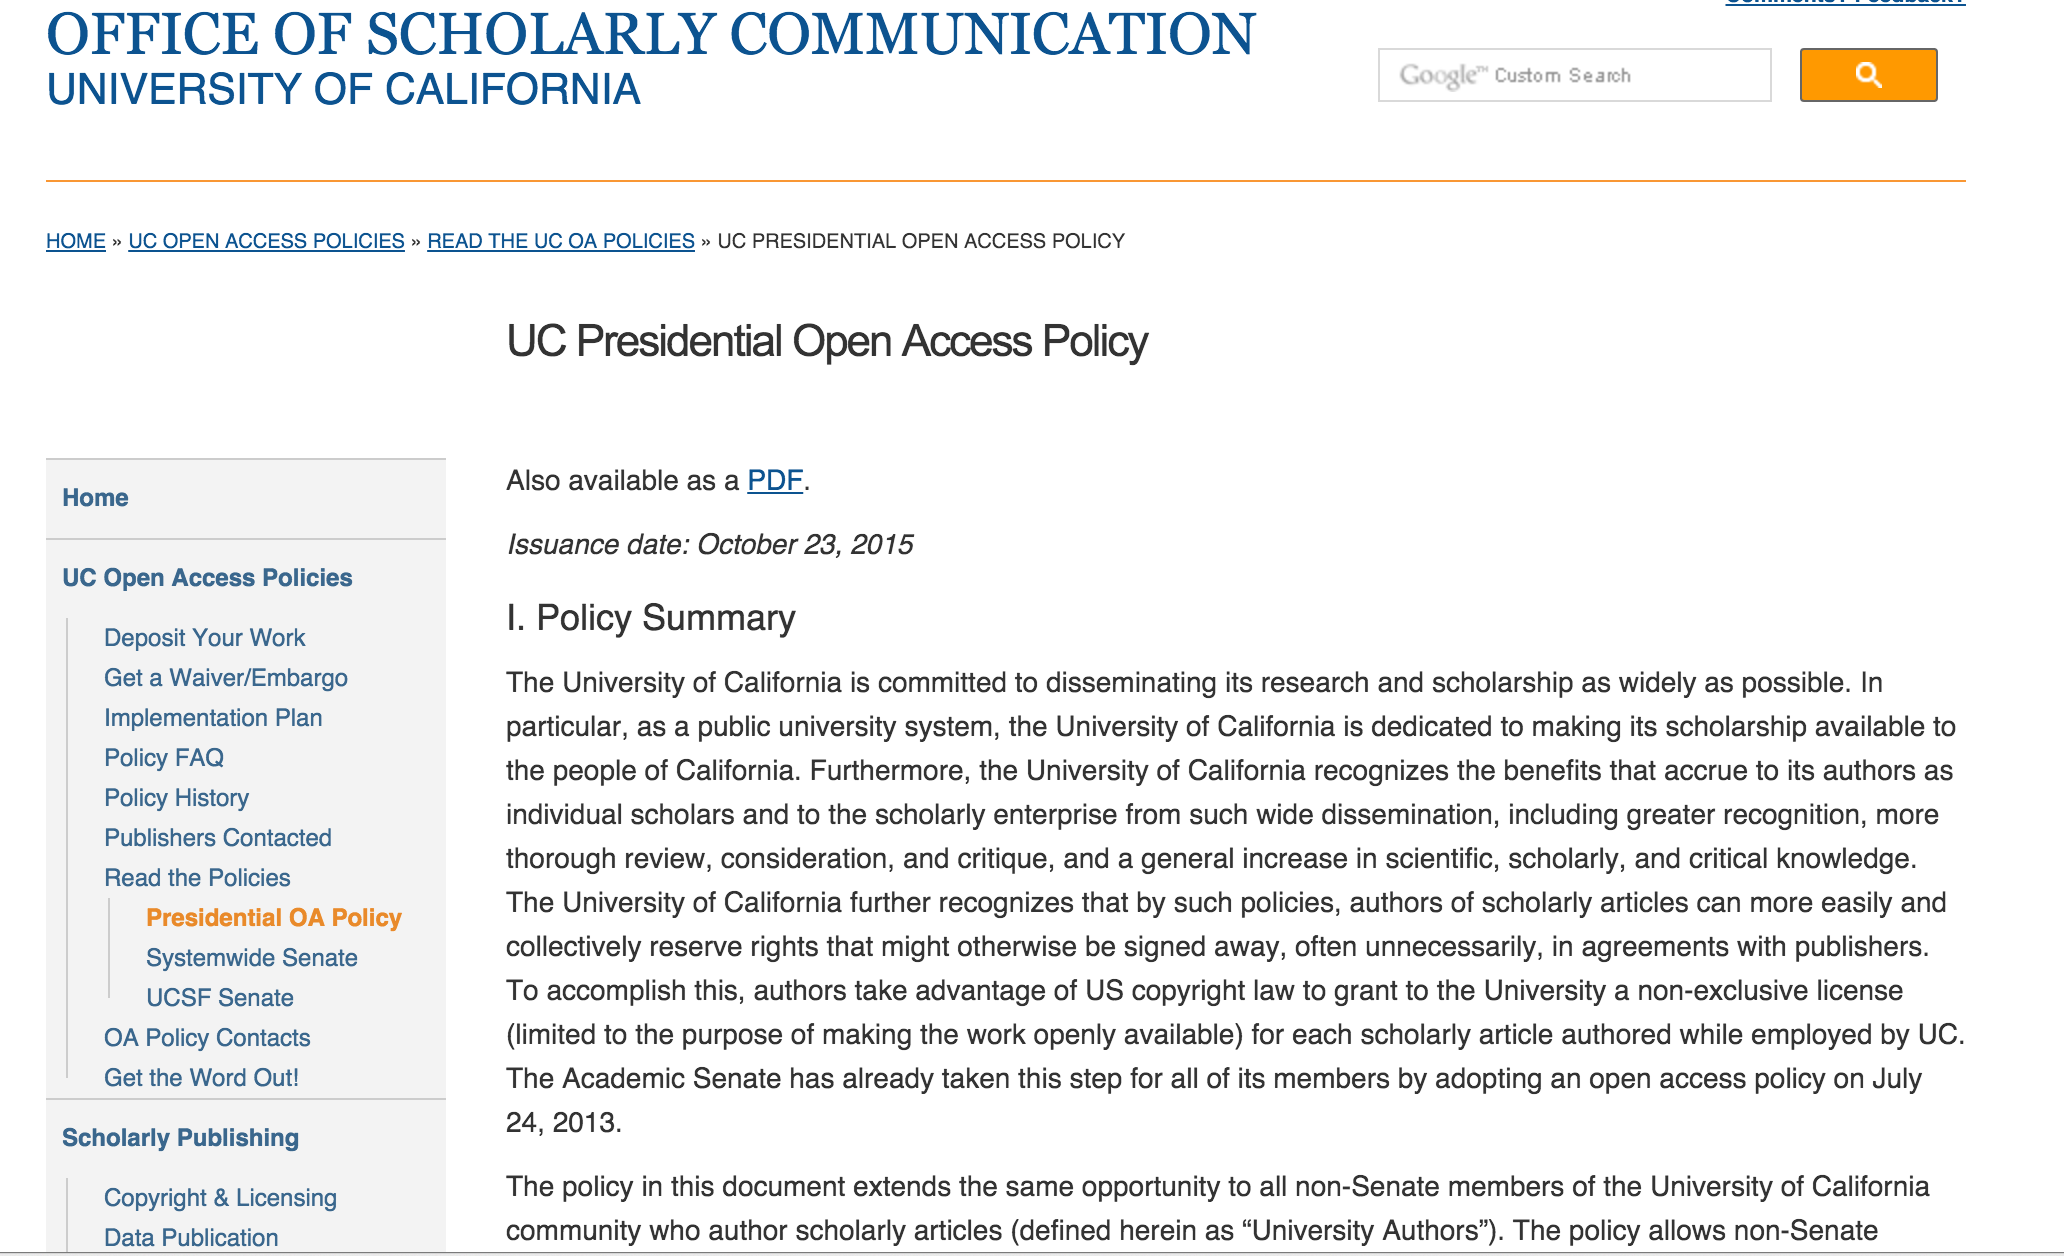 Comments? Feedback?
OFFICE OF SCHOLARLY COMMUNICATION
UNIVERSITY OF CALIFORNIA
Google™ Custom Search
HOME » UC OPEN ACCESS POLICIES » READ THE UC OA POLICIES » UC PRESIDENTIAL OPEN ACCESS POLICY
UC Presidential Open Access Policy
Home
UC Open Access Policies
Deposit Your Work
Get a Waiver/Embargo
Implementation Plan
Policy FAQ
Policy History
Publishers Contacted
Read the Policies
Presidential OA Policy
Systemwide Senate
UCSF Senate
OA Policy Contacts
Get the Word Out!
Scholarly Publishing
Copyright & Licensing
Data Publication
Also available as a PDF.
Issuance date: October 23, 2015
I. Policy Summary
The University of California is committed to disseminating its research and scholarship as widely as possible. In
particular, as a public university system, the University of California is dedicated to making its scholarship available to
the people of California. Furthermore, the University of California recognizes the benefits that accrue to its authors as
individual scholars and to the scholarly enterprise from such wide dissemination, including greater recognition, more
thorough review, consideration, and critique, and a general increase in scientific, scholarly, and critical knowledge.
The University of California further recognizes that by such policies, authors of scholarly articles can more easily and
collectively reserve rights that might otherwise be signed away, often unnecessarily, in agreements with publishers.
To accomplish this, authors take advantage of US copyright law to grant to the University a non-exclusive license
(limited to the purpose of making the work openly available) for each scholarly article authored while employed by UC.
The Academic Senate has already taken this step for all of its members by adopting an open access policy on July
24, 2013.
The policy in this document extends the same opportunity to all non-Senate members of the University of California
community who author scholarly articles (defined herein as “University Authors”). The policy allows non-Senate